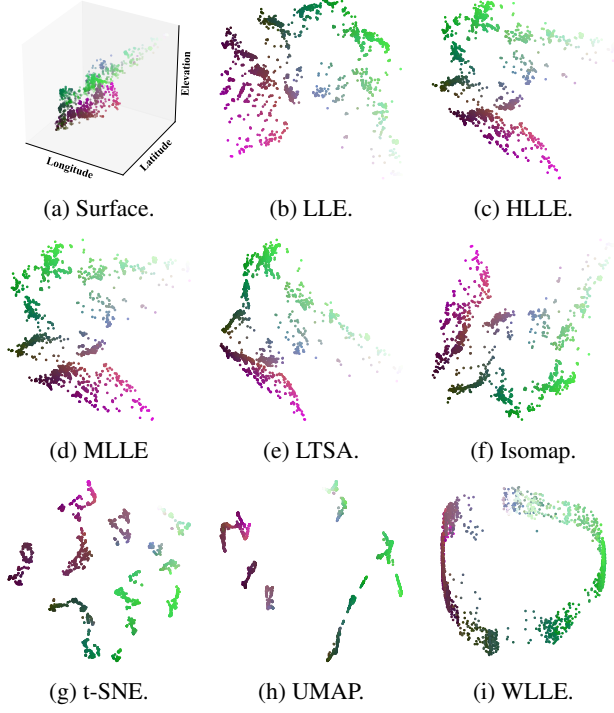 Elevation
Longitude
Latitude
(a) Surface.
(b) LLE.
(c) HLLE.
(d) MLLE
(e) LTSA.
(f) Isomap.
(g) t-SNE.
(h) UMAP.
(i) WLLE.